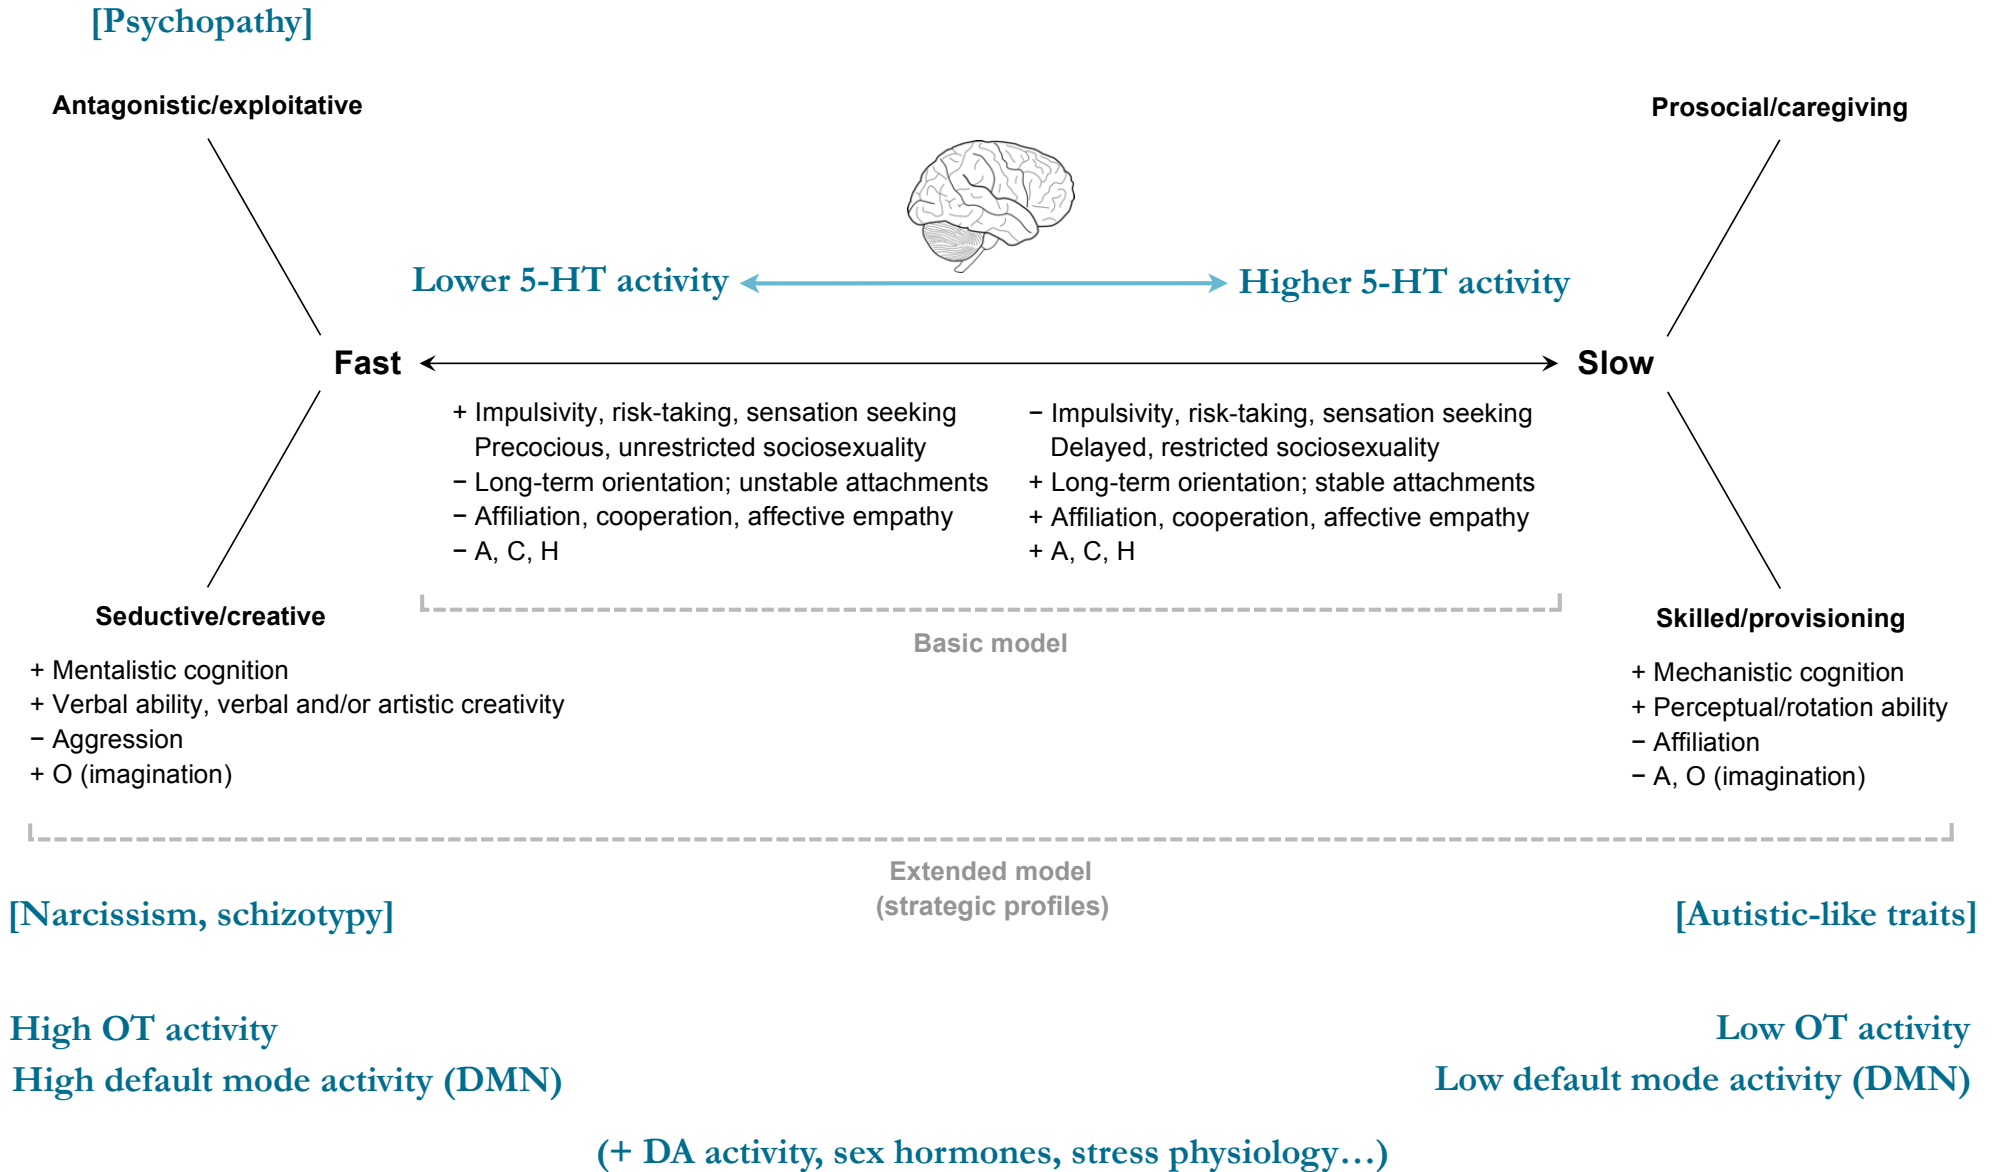 [Psychopathy]
Antagonistic/exploitative
Prosocial/caregiving
Lower 5-HT activity
Higher 5-HT activity
Fast
Slow
+ Impulsivity, risk-taking, sensation seeking
Precocious, unrestricted sociosexuality
− Long-term orientation; unstable attachments
− Affiliation, cooperation, affective empathy
− A, C, H
− Impulsivity, risk-taking, sensation seeking
Delayed, restricted sociosexuality
+ Long-term orientation; stable attachments
+ Affiliation, cooperation, affective empathy
+ A, C, H
Basic model
Seductive/creative
+ Mentalistic cognition
+ Verbal ability, verbal and/or artistic creativity
− Aggression
+ O (imagination)
Skilled/provisioning
+ Mechanistic cognition
+ Perceptual/rotation ability
− Affiliation
− A, O (imagination)
Extended model
(strategic profiles)
[Narcissism, schizotypy]
[Autistic-like traits]
High OT activity
High default mode activity (DMN)
Low OT activity
Low default mode activity (DMN)
(+ DA activity, sex hormones, stress physiology…)